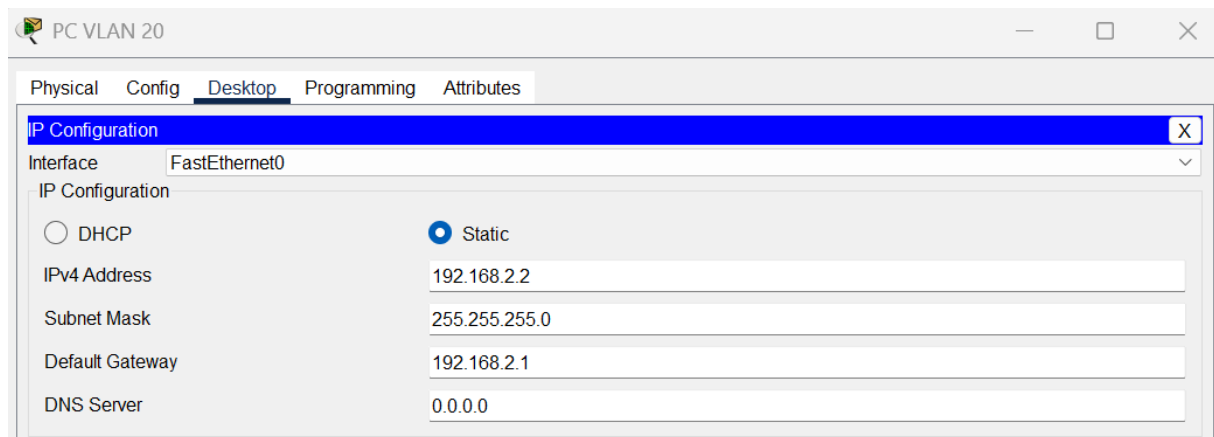 PC VLAN 20
Physical Config Desktop Programming Attributes
IP Configuration X
Interface FastEthernet0
IP Configuration
DHCP Static
IPv4 Address 192.168.2.2
Subnet Mask 255.255.255.0
Default Gateway 192.168.2.1
DNS Server 0.0.0.0